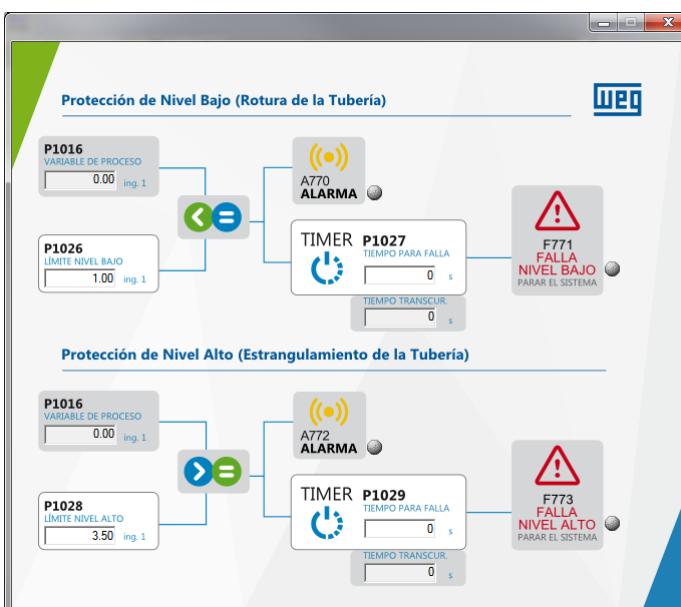 Protección de Nivel Bajo (Rotura de la Tubería)
WEG
P1016
VARIABLE DE PROCESO
0.00 ing. 1
P1026
LÍMITE NIVEL BAJO
1.00 ing. 1
A770
ALARMA
TIMER P1027
TIEMPO PARA FALLA
0 s
TIEMPO TRANSCUR.
0 s
F771
FALLA
NIVEL BAJO
PARAR EL SISTEMA
Protección de Nivel Alto (Estrangulamiento de la Tubería)
P1016
VARIABLE DE PROCESO
0.00 ing. 1
P1028
LÍMITE NIVEL ALTO
3.50 ing. 1
A772
ALARMA
TIMER P1029
TIEMPO PARA FALLA
0 s
TIEMPO TRANSCUR.
0 s
F773
FALLA
NIVEL ALTO
PARAR EL SISTEMA